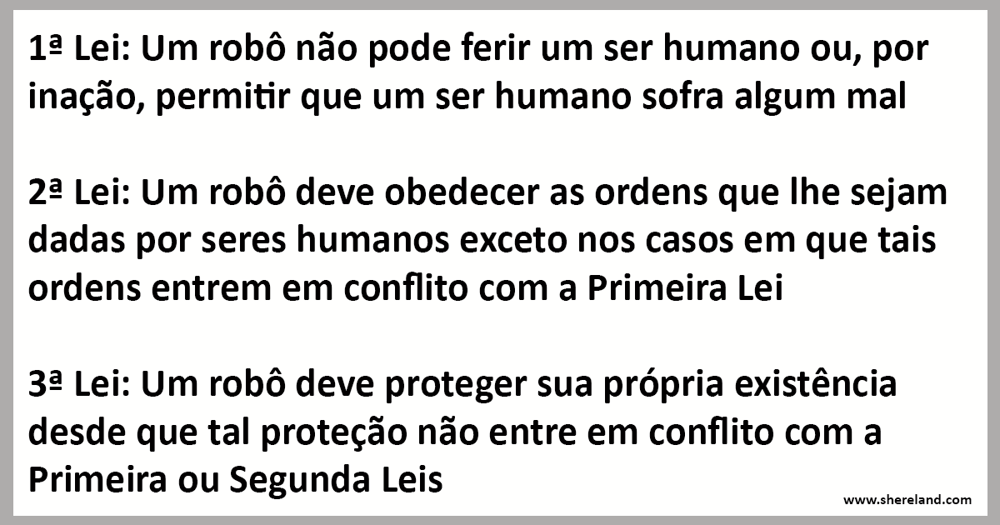 1ª Lei: Um robô não pode ferir um ser humano ou, por
inação, permitir que um ser humano sofra algum mal
2ª Lei: Um robô deve obedecer as ordens que lhe sejam
dadas por seres humanos exceto nos casos em que tais
ordens entrem em conflito com a Primeira Lei
3ª Lei: Um robô deve proteger sua própria existência
desde que tal proteção não entre em conflito com a
Primeira ou Segunda Leis
www.shereland.com